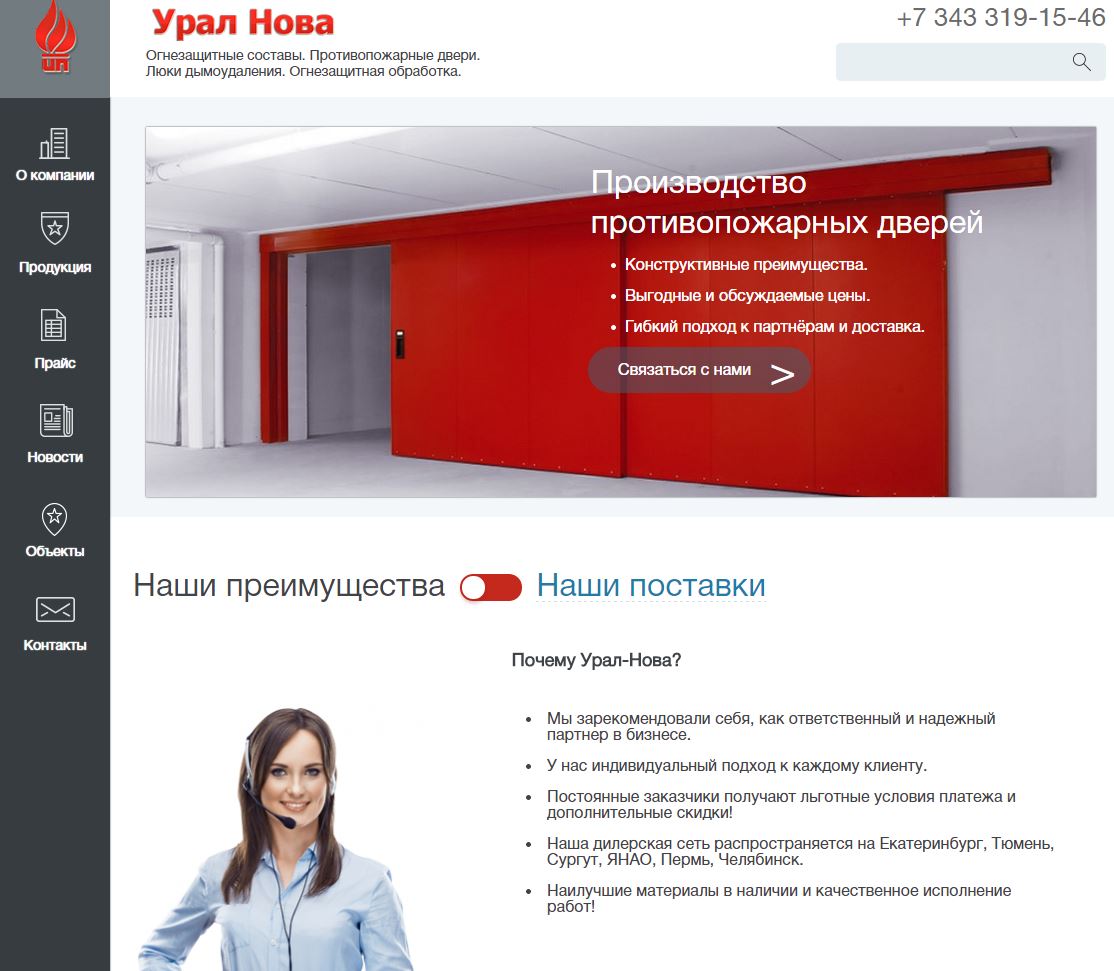 Урал Нова
+7 343 319-15-46
Огнезащитные составы. Противопожарные двери.
Люки дымоудаления. Огнезащитная обработка.
О компании
Продукция
Прайс
Новости
Объекты
Контакты
Производство
противопожарных дверей
• Конструктивные преимущества.
• Выгодные и обсуждаемые цены.
• Гибкий подход к партнёрам и доставка.
Связаться с нами >
Наши преимущества
Наши поставки
Почему Урал-Нова?
• Мы зарекомендовали себя, как ответственный и надежный
партнер в бизнесе.
• У нас индивидуальный подход к каждому клиенту.
• Постоянные заказчики получают льготные условия платежа и
дополнительные скидки!
• Наша дилерская сеть распространяется на Екатеринбург, Тюмень,
Сургут, ЯНАО, Пермь, Челябинск.
• Наилучшие материалы в наличии и качественное исполнение
работ!